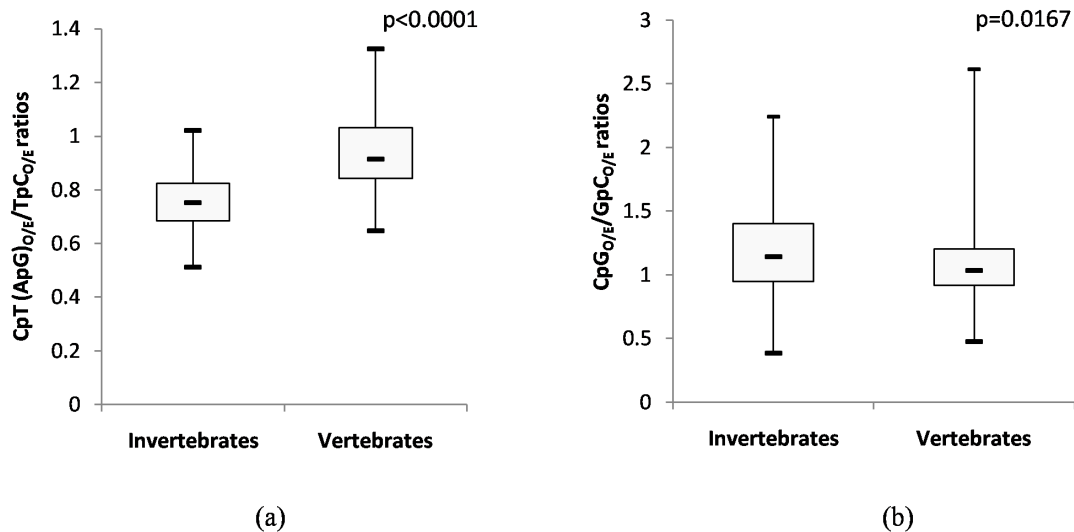 p<0.0001
CpT (ApG)O/E/TpCO/E ratios
1.4
1.2
1
0.8
0.6
0.4
0.2
0
Invertebrates Vertebrates
(a)
p=0.0167
CpGO/E/GpCO/E ratios
3
2.5
2
1.5
1
0.5
0
Invertebrates Vertebrates
(b)